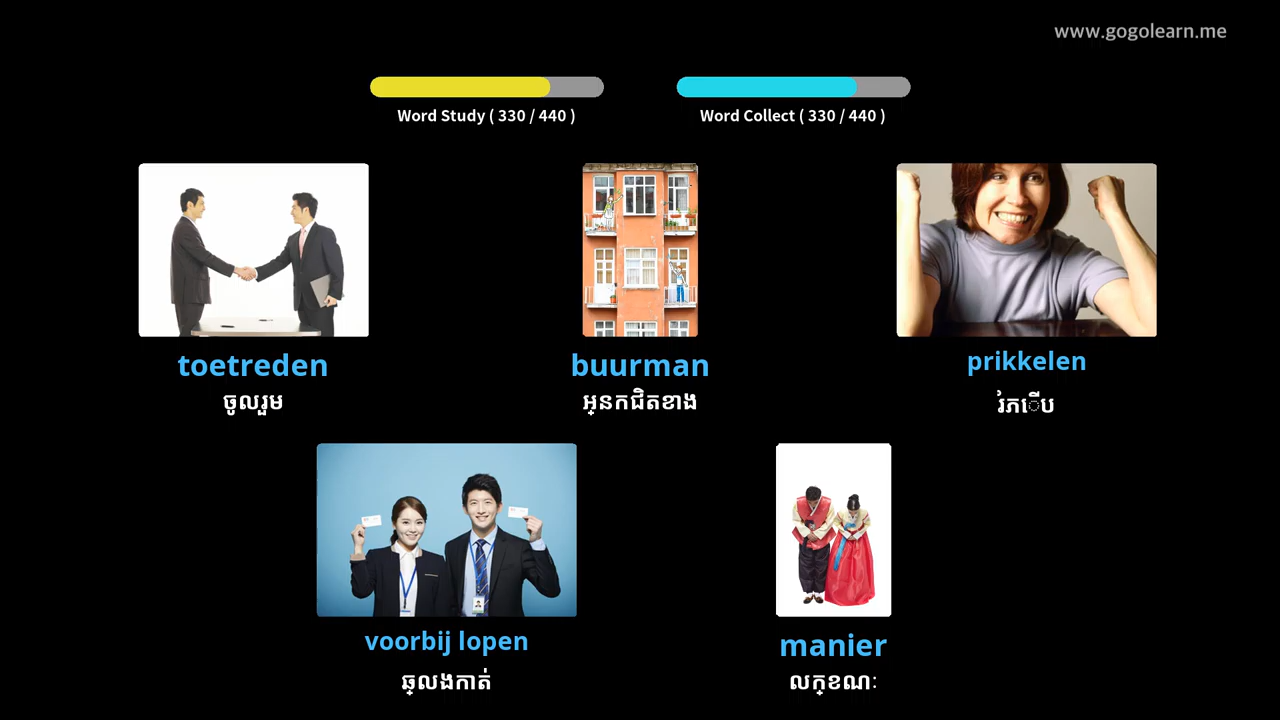 www.gogolearn.me
Word Study ( 330 / 440 )
Word Collect ( 330 / 440 )
toetreden
ចូលរួម
buurman
អ្នកជិតខាង
prikkelen
រំភើប
voorbij lopen
ឆ្លងកាត់
manier
លក្ខណៈ